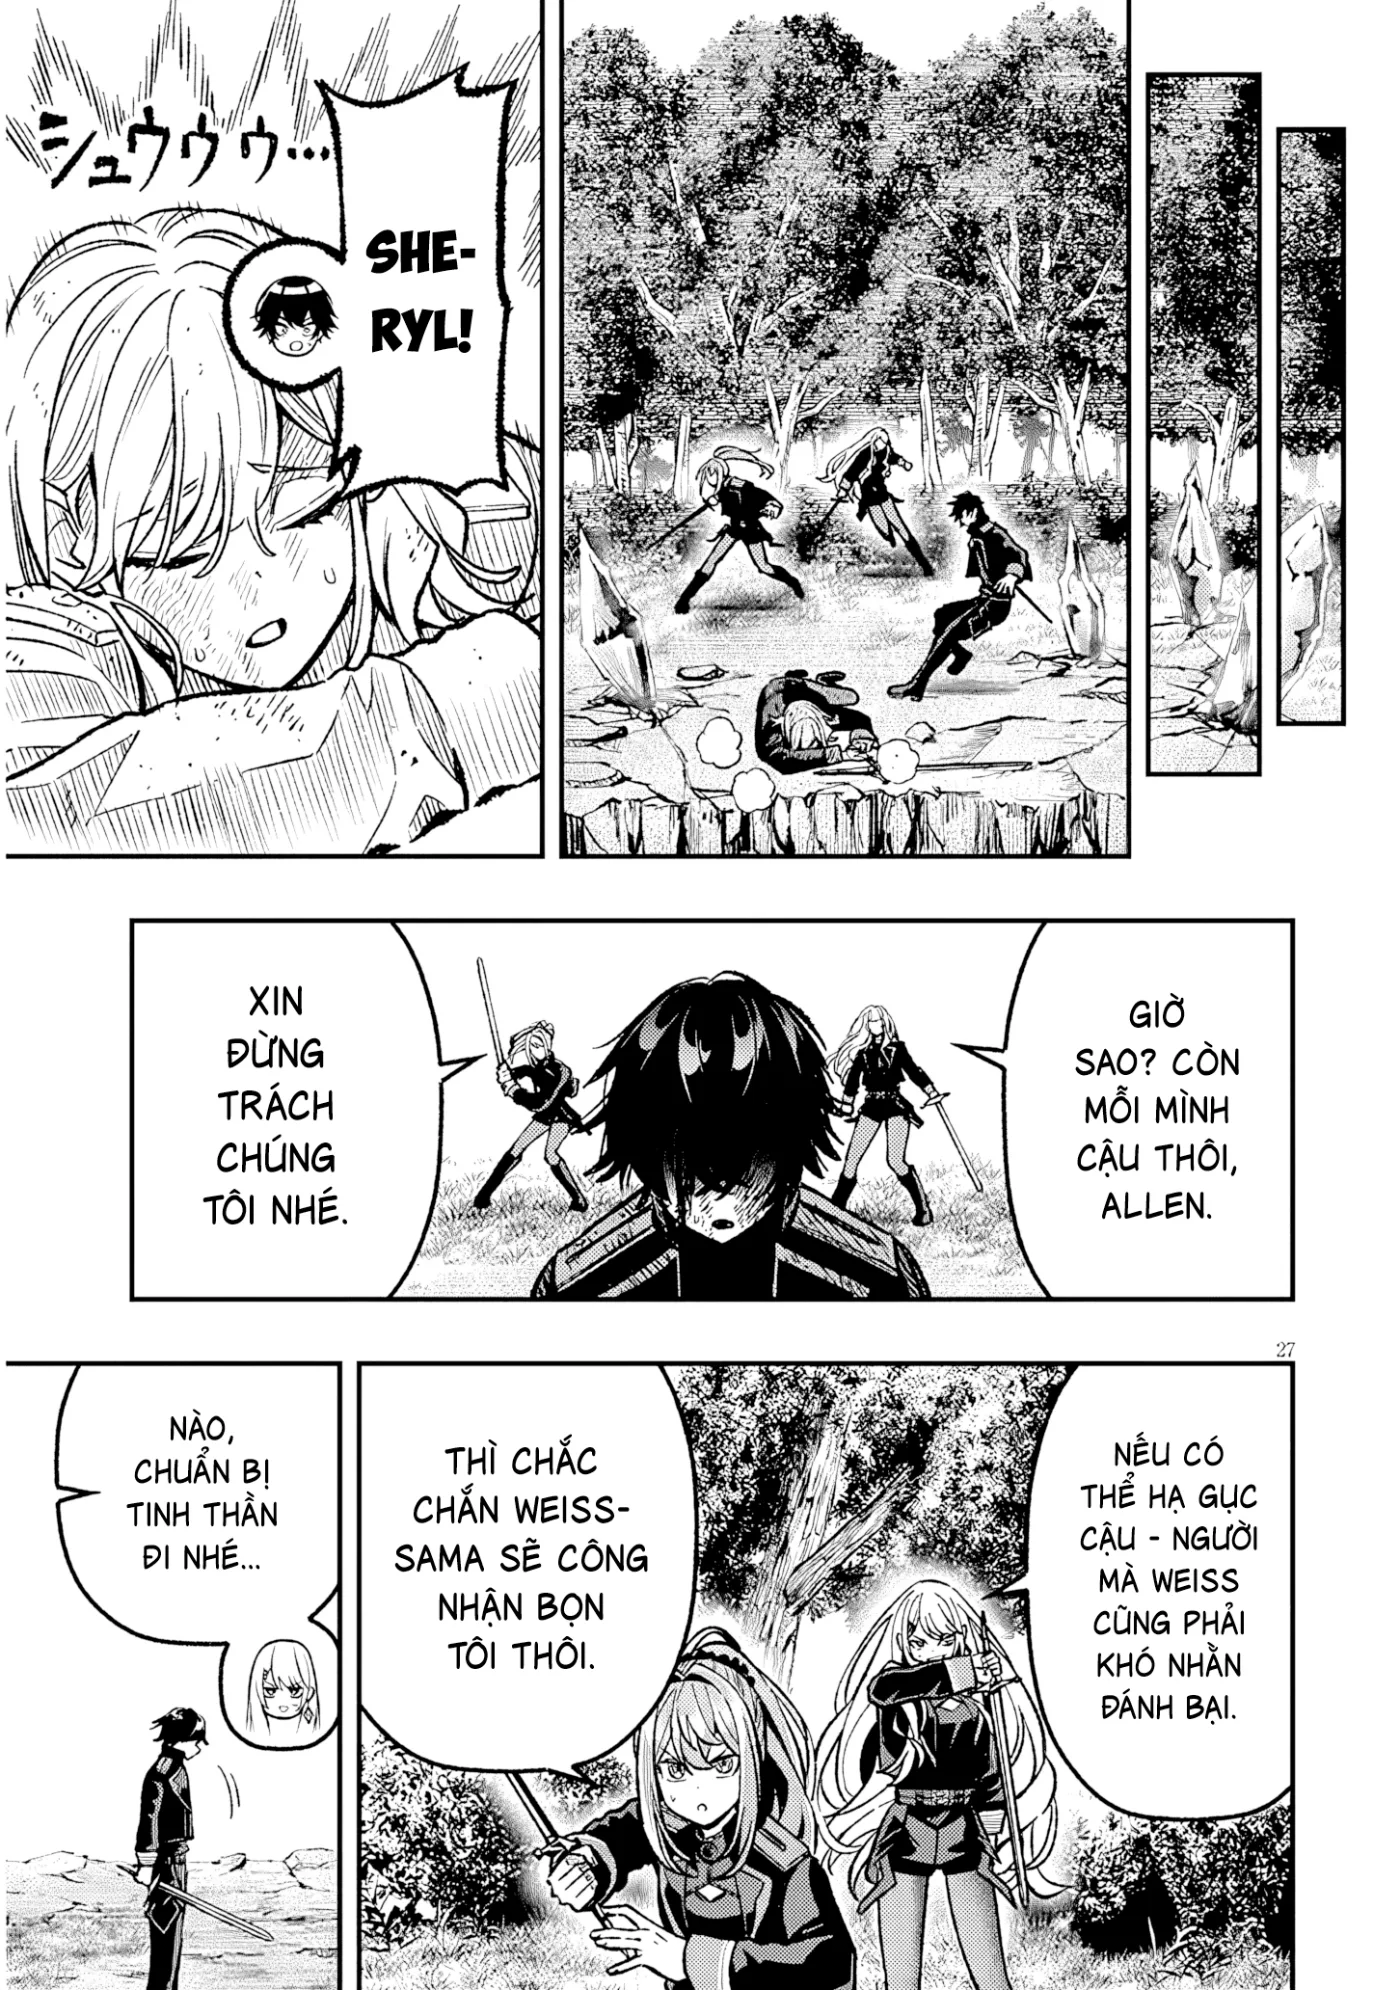 SHE-
RYL!
シュウゥゥ…
GIỜ
SAO? CÒN
MỖI MÌNH
CẬU THÔI,
ALLEN.
XIN
ĐỪNG
TRÁCH
CHÚNG
TÔI NHÉ.
27
NẾU CÓ
THỂ HẠ GỤC
CẬU - NGƯỜI
MÀ WEISS
CŨNG PHẢI
KHÓ NHẰN
ĐÁNH BẠI.
THÌ CHẮC
CHẮN WEISS-
SAMA SẼ CÔNG
NHẬN BỌN
TÔI THÔI.
NÀO,
CHUẨN BỊ
TINH THẦN
ĐI NHÉ...